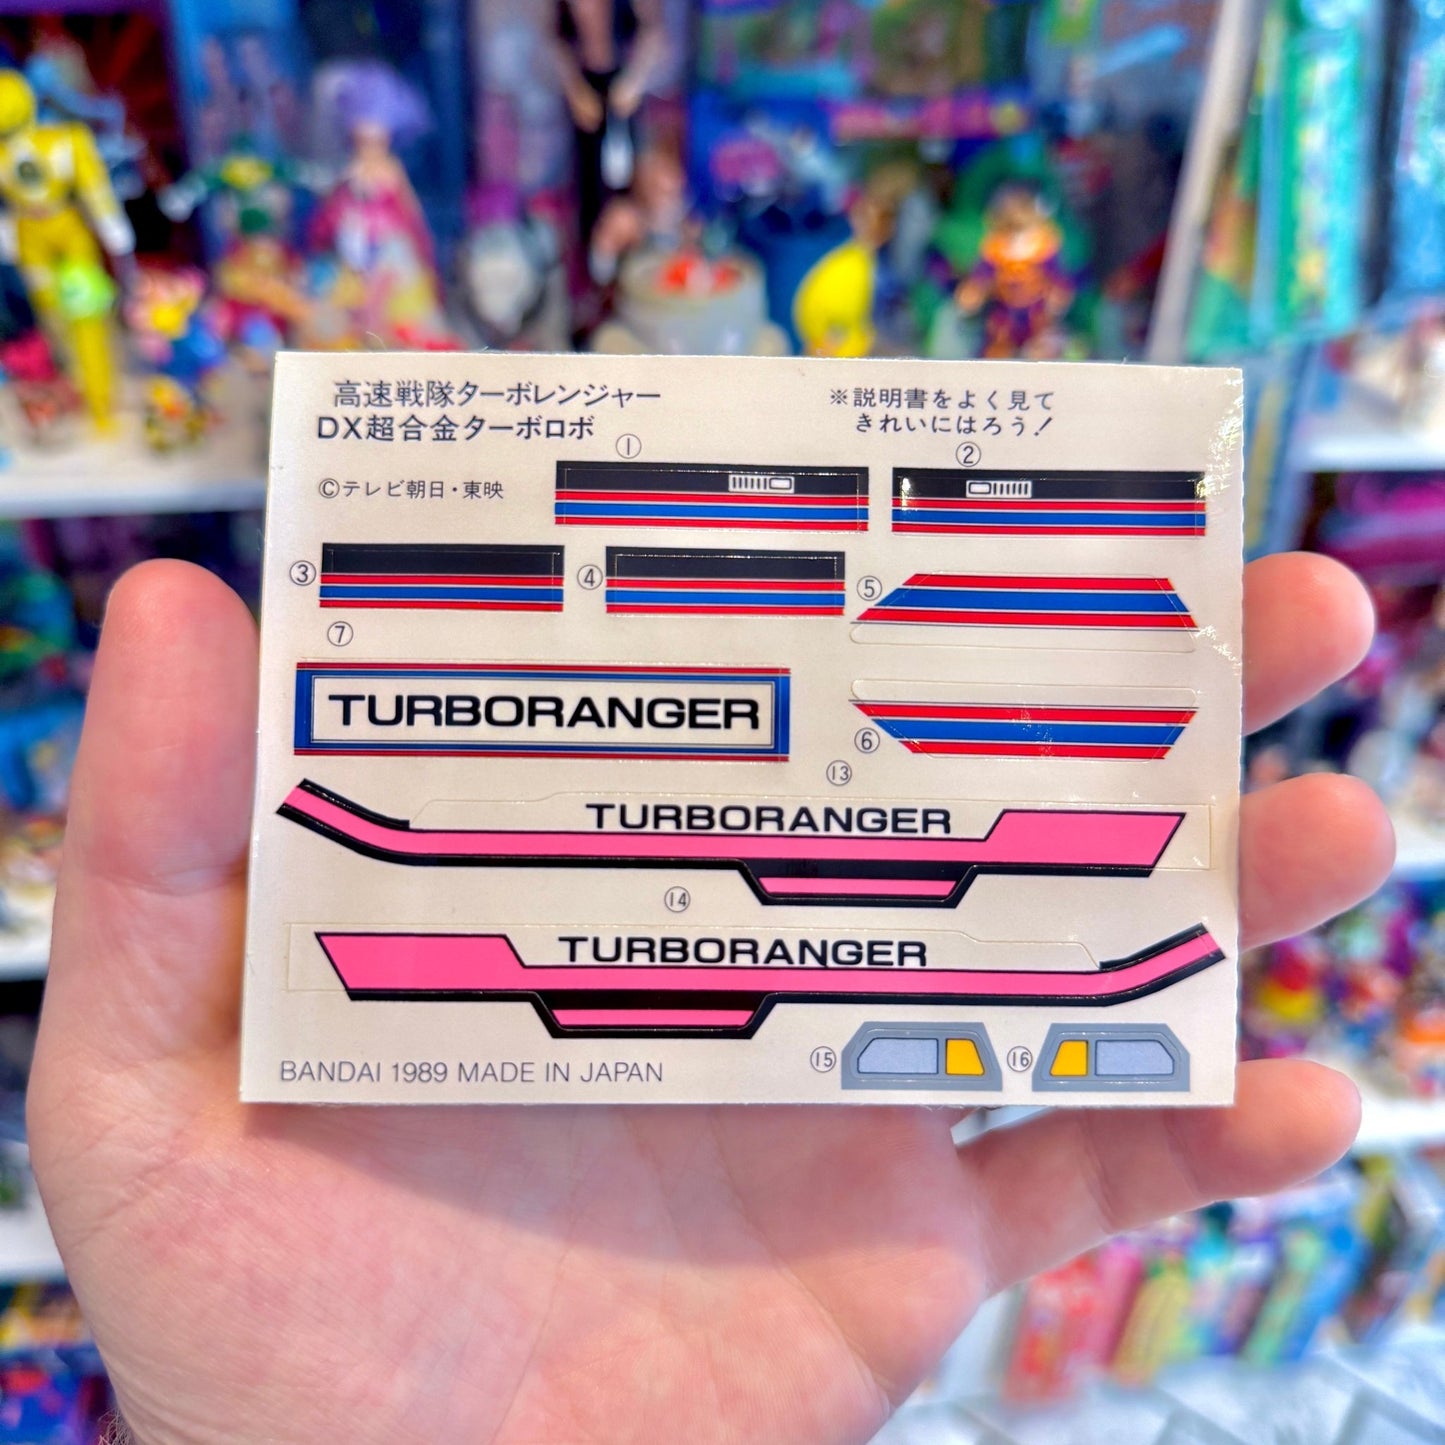 高速戦隊ターボレンジャー
DX超合金ターボロボ
※説明書をよく見て
きれいにはろう！
①
②
©テレビ朝日・東映
③
④
⑤
⑦
TURBORANGER
⑥
⑬
TURBORANGER
⑭
TURBORANGER
BANDAI 1989 MADE IN JAPAN
⑮
⑯